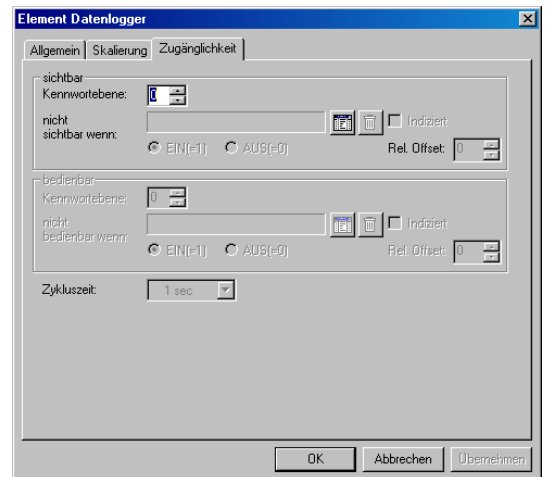 Element Datenlogger
Allgemein Skalierung Zugänglichkeit
sichtbar
Kennwortebene: 0
nicht
sichtbar wenn:
Indiziert
EIN(=1) AUS(=0) Rel. Offset: 0
bedienbar
Kennwortebene: 0
nicht
bedienbar wenn:
Indiziert
EIN(=1) AUS(=0) Rel. Offset: 0
Zykluszeit: 1 sec
OK Abbrechen Übernehmen